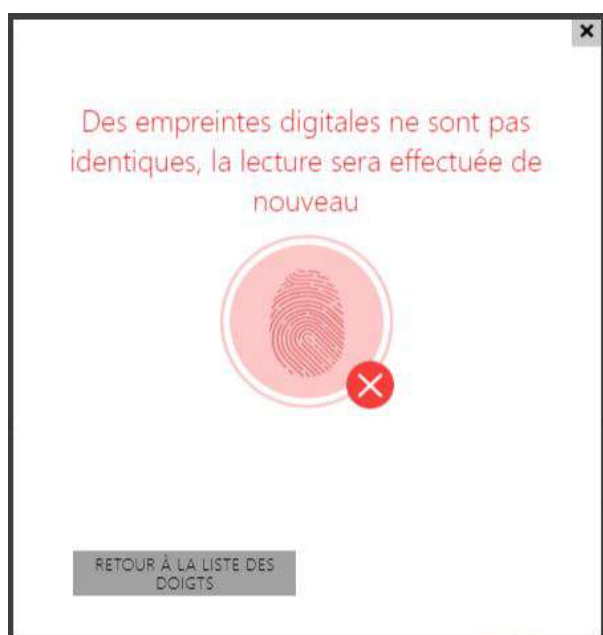 Des empreintes digitales ne sont pas
identiques, la lecture sera effectuée de
nouveau
RETOUR À LA LISTE DES
DOIGTS